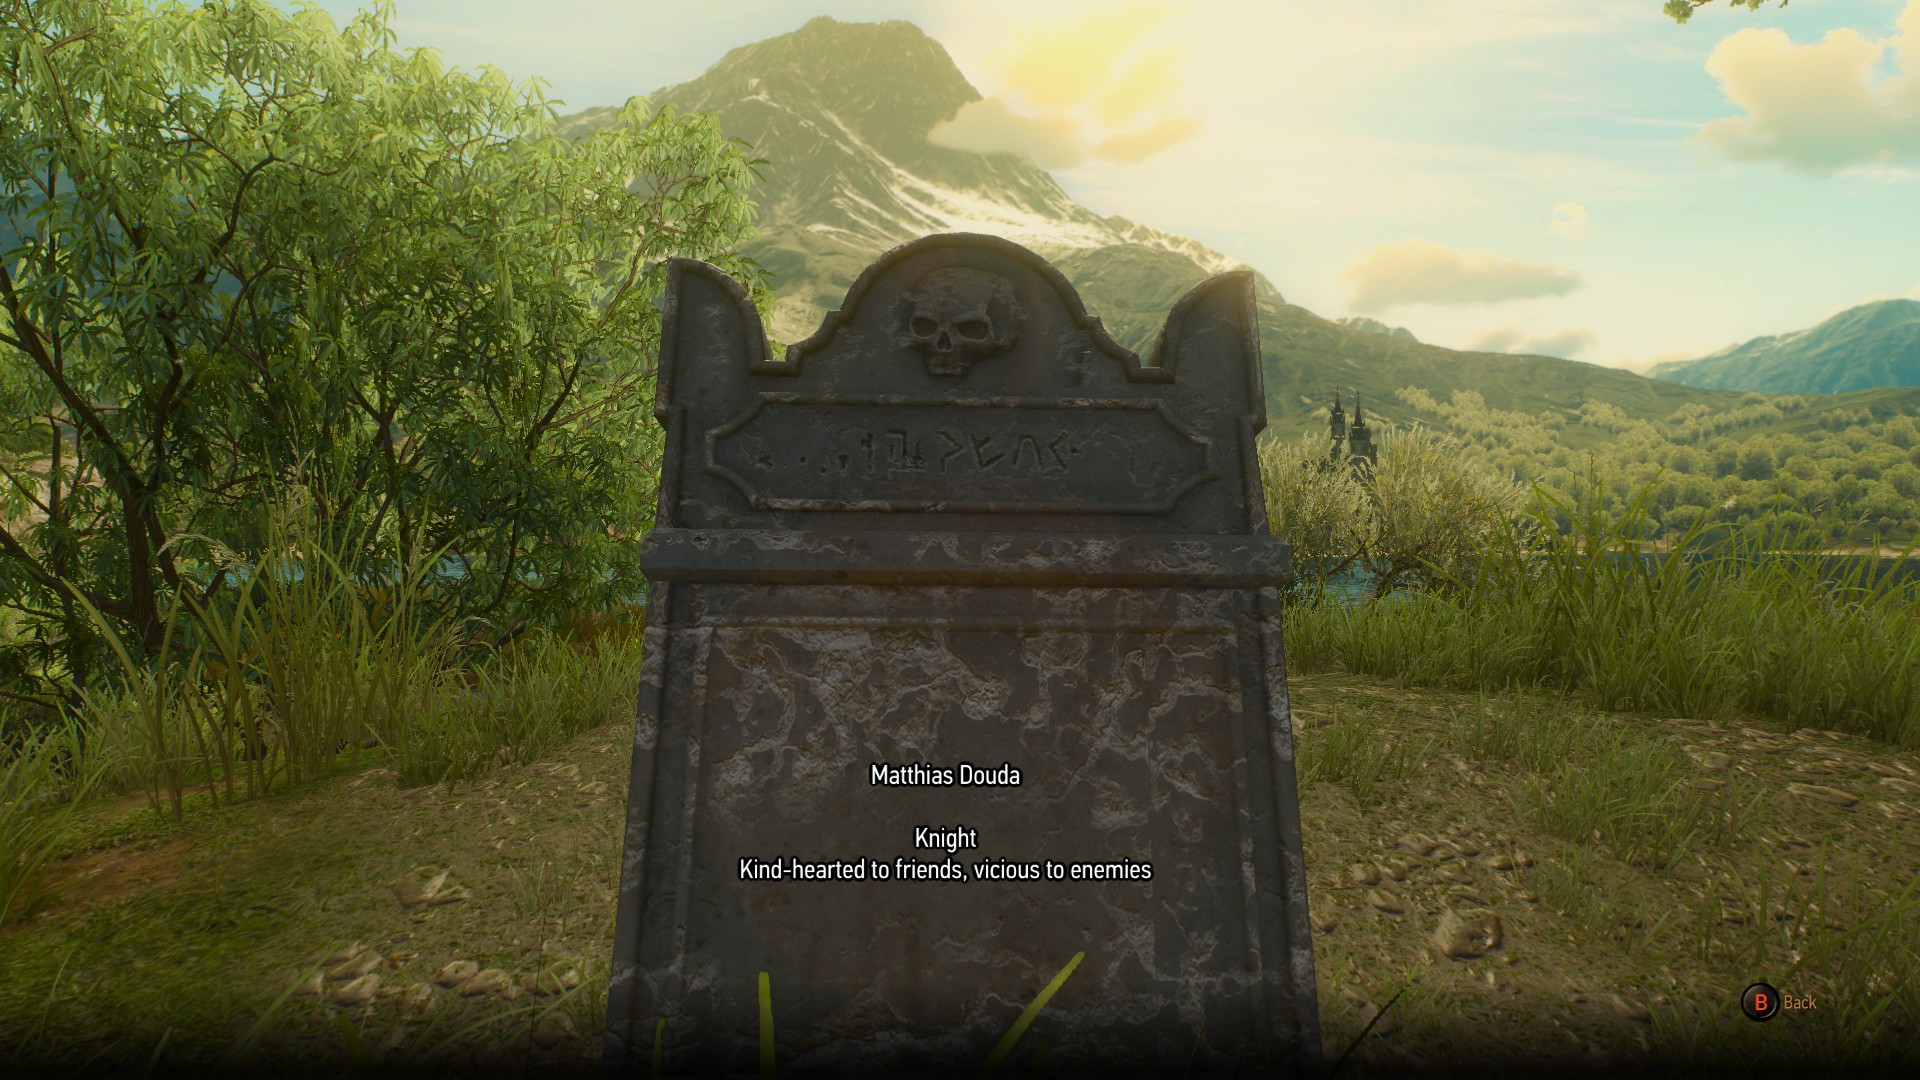 Matthias Douda
Knight
Kind-hearted to friends, vicious to enemies
B Back